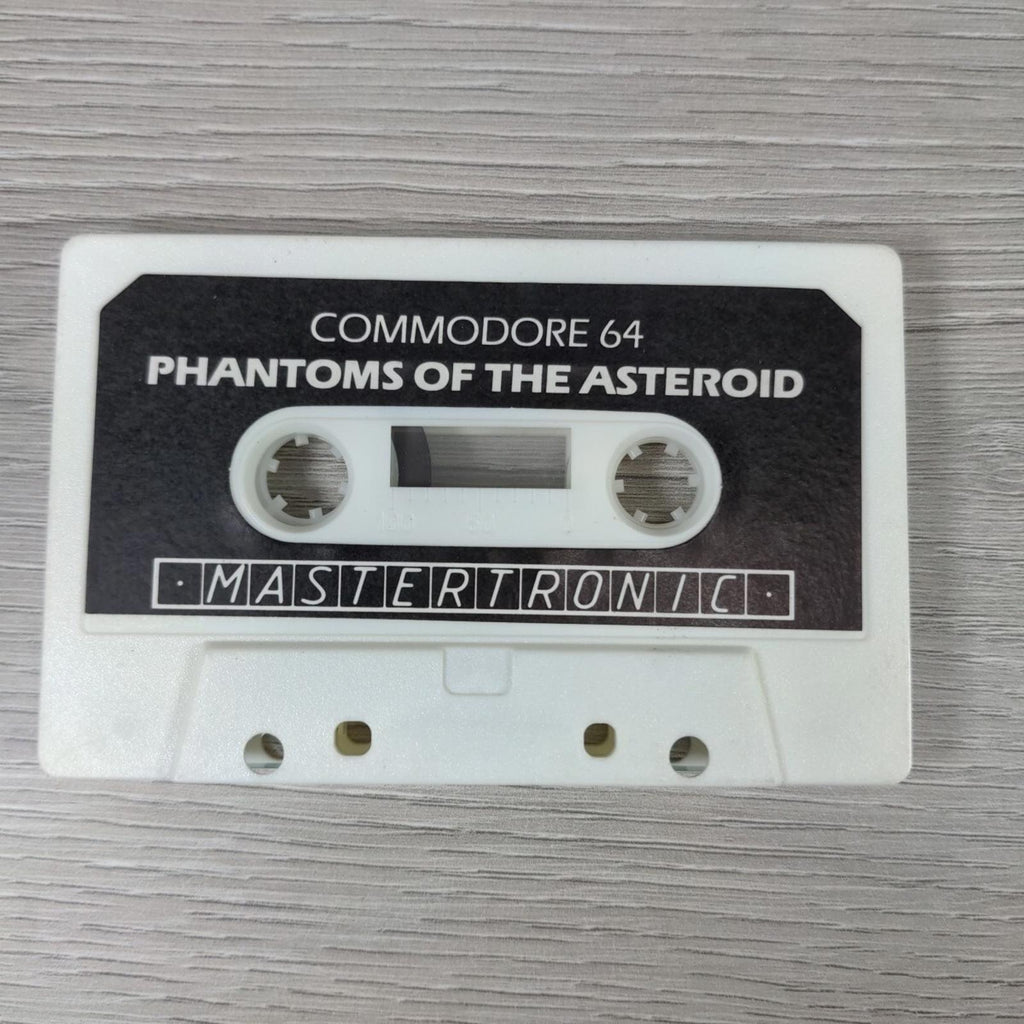 COMMODORE 64
PHANTOMS OF THE ASTEROID
· MASTERTRONIC ·